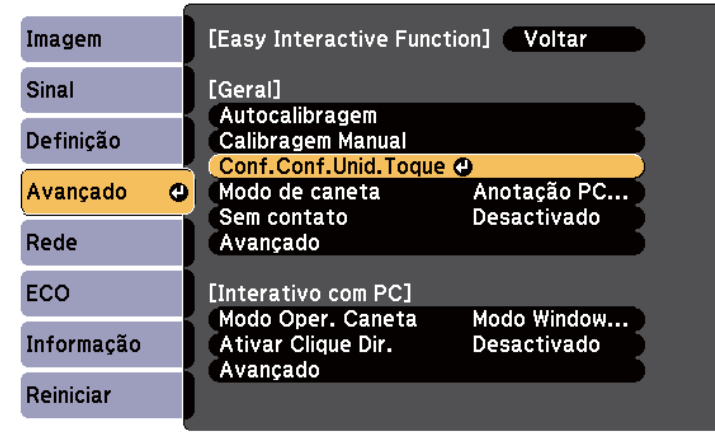 Imagem
Sinal
Definição
Avançado
Rede
ECO
Informação
Reiniciar
[Easy Interactive Function] Voltar
[Geral]
Autocalibragem
Calibragem Manual
Conf.Conf.Unid.Toque
Modo de caneta Anotação PC...
Sem contato Desactivado
Avançado
[Interativo com PC]
Modo Oper. Caneta Modo Window...
Ativar Clique Dir. Desactivado
Avançado